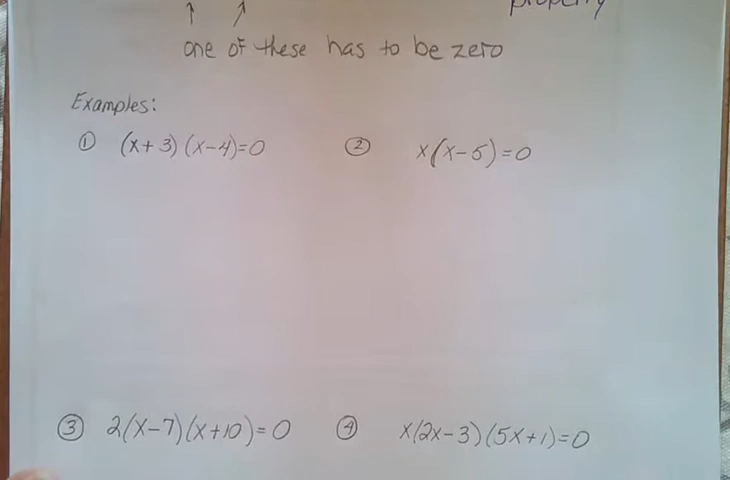 property
one of these has to be zero
Examples:
① (x+3)(x-4)=0
② x(x-5)=0
③ 2(x-7)(x+10)=0
④ x(2x-3)(5x+1)=0